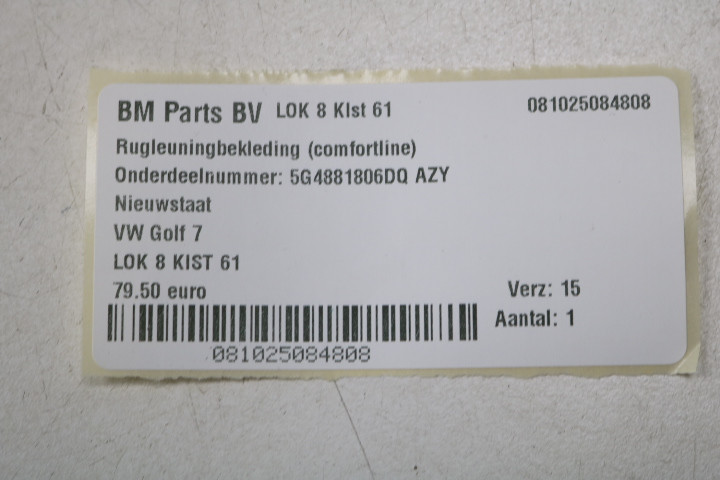 BM Parts BV LOK 8 KIst 61 081025084808
Rugleuningbekleding (comfortline)
Onderdeelnummer: 5G4881806DQ AZY
Nieuwstaat
VW Golf 7
LOK 8 KIST 61
79.50 euro Verz: 15
Aantal: 1
081025084808